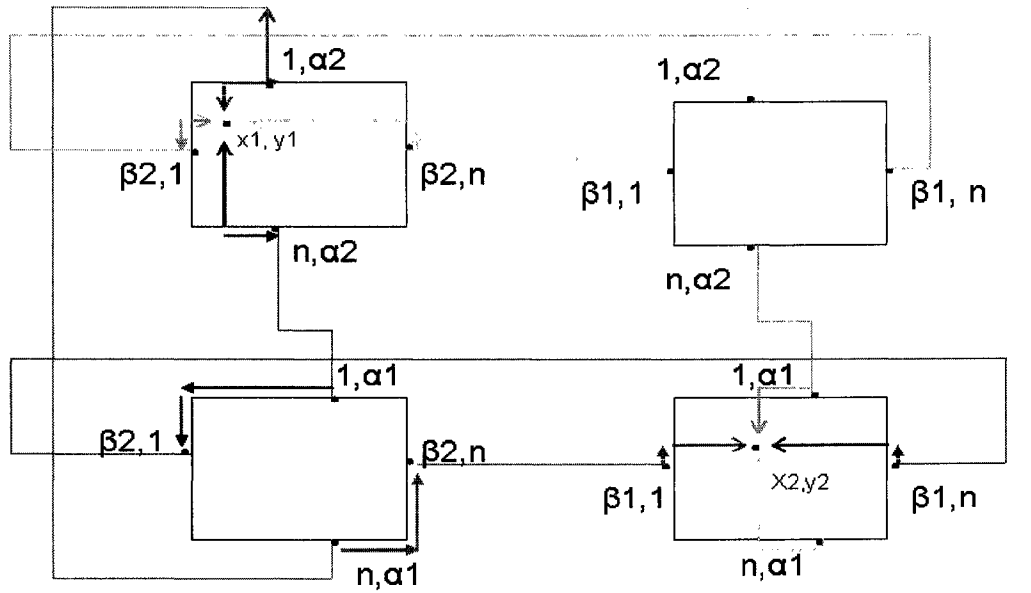 1,α2
1,α2
x1, y1
β2,1
β2,n
β1,1
β1, n
n,α2
n,α2
1,α1
1,α1
β2,1
β2,n
X2,y2
β1,1
β1,n
n,α1
n,α1